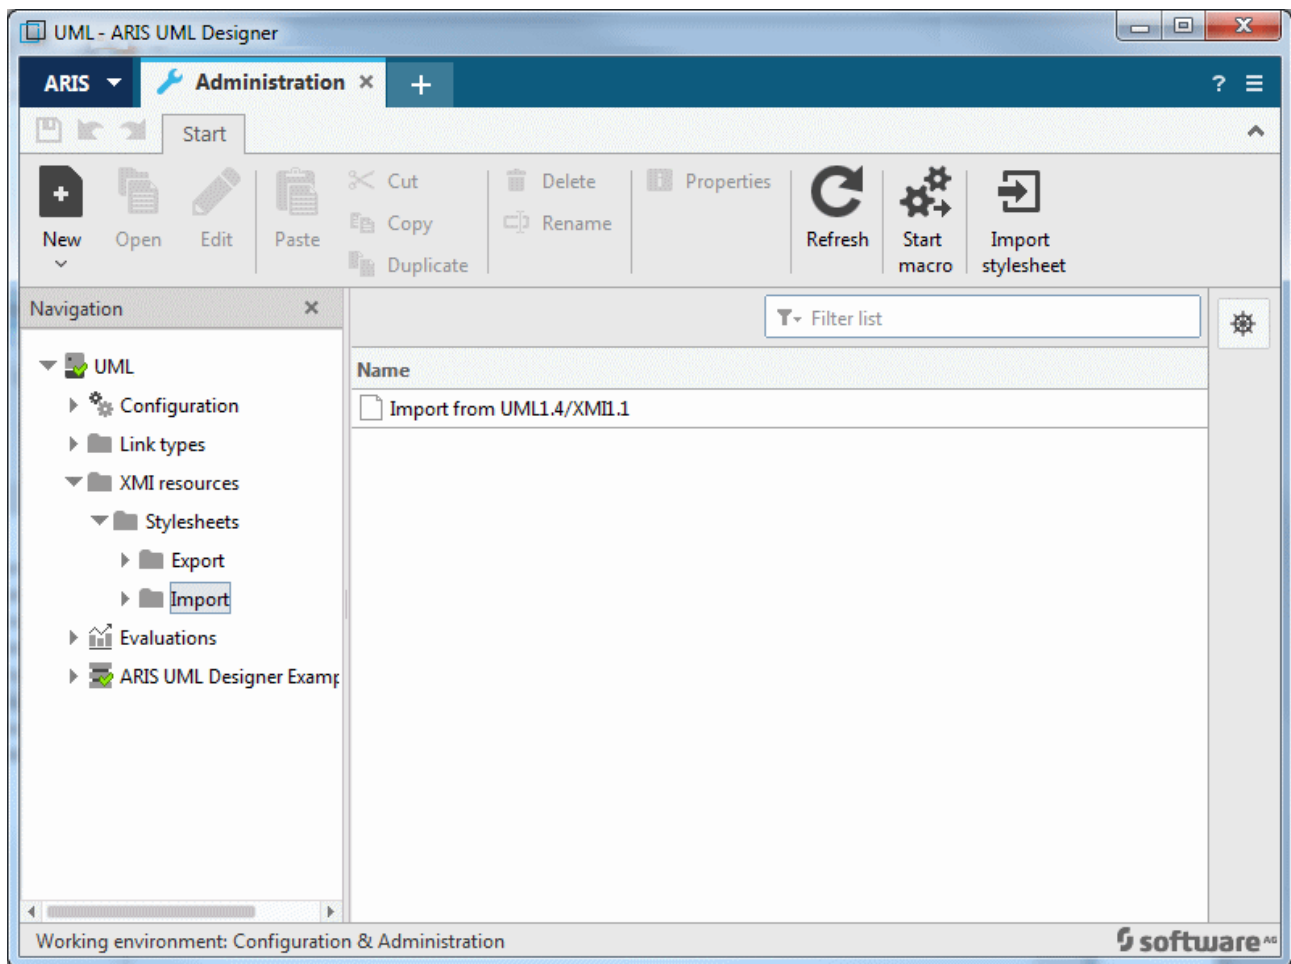 UML - ARIS UML Designer
ARIS Administration × + ?
Start
New Open Edit Paste Cut Copy Duplicate Delete Rename Properties Refresh Start macro Import stylesheet
Navigation ×
Filter list
UML
Name
Configuration
Import from UML1.4/XMI1.1
Link types
XMI resources
Stylesheets
Export
Import
Evaluations
ARIS UML Designer Examp
Working environment: Configuration & Administration
software AG